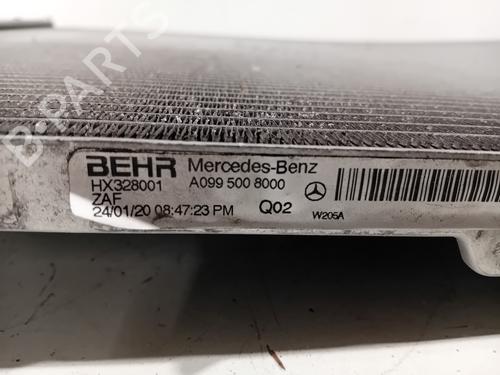 B-PARTS
BEHR Mercedes-Benz
HX328001 A099 500 8000
ZAF
24/01/20 08:47:23 PM Q02 W205A